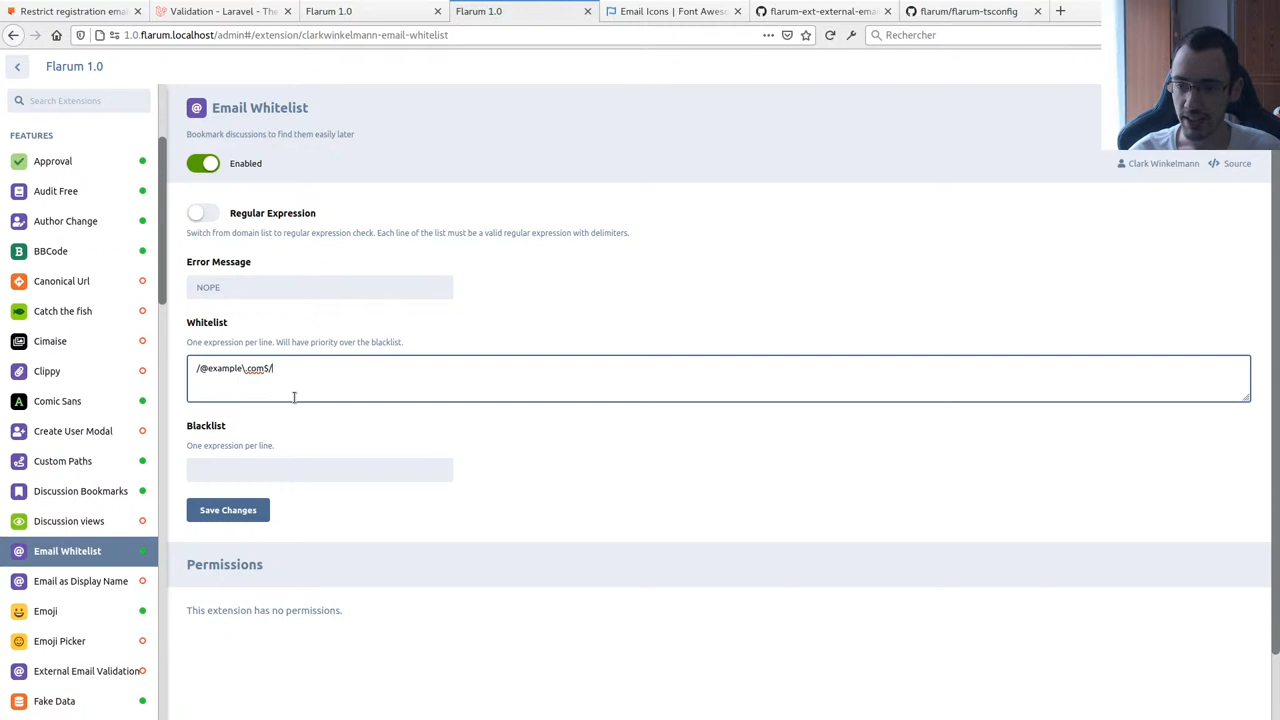 Restrict registration emai
Validation - Laravel - The
Flarum 1.0
Flarum 1.0
Email Icons | Font Aweso
flarum-ext-external-emai
flarum/flarum-tsconfig
1.0.flarum.localhost/admin#/extension/clarkwinkelmann-email-whitelist
Rechercher
Flarum 1.0
Search Extensions
FEATURES
Approval
Audit Free
Author Change
BBCode
Canonical Url
Catch the fish
Cimaise
Clippy
Comic Sans
Create User Modal
Custom Paths
Discussion Bookmarks
Discussion views
Email Whitelist
Email as Display Name
Emoji
Emoji Picker
External Email Validation
Fake Data
Email Whitelist
Bookmark discussions to find them easily later
Enabled
Clark Winkelmann
Source
Regular Expression
Switch from domain list to regular expression check. Each line of the list must be a valid regular expression with delimiters.
Error Message
NOPE
Whitelist
One expression per line. Will have priority over the blacklist.
/@example\.com$/
Blacklist
One expression per line.
Save Changes
Permissions
This extension has no permissions.